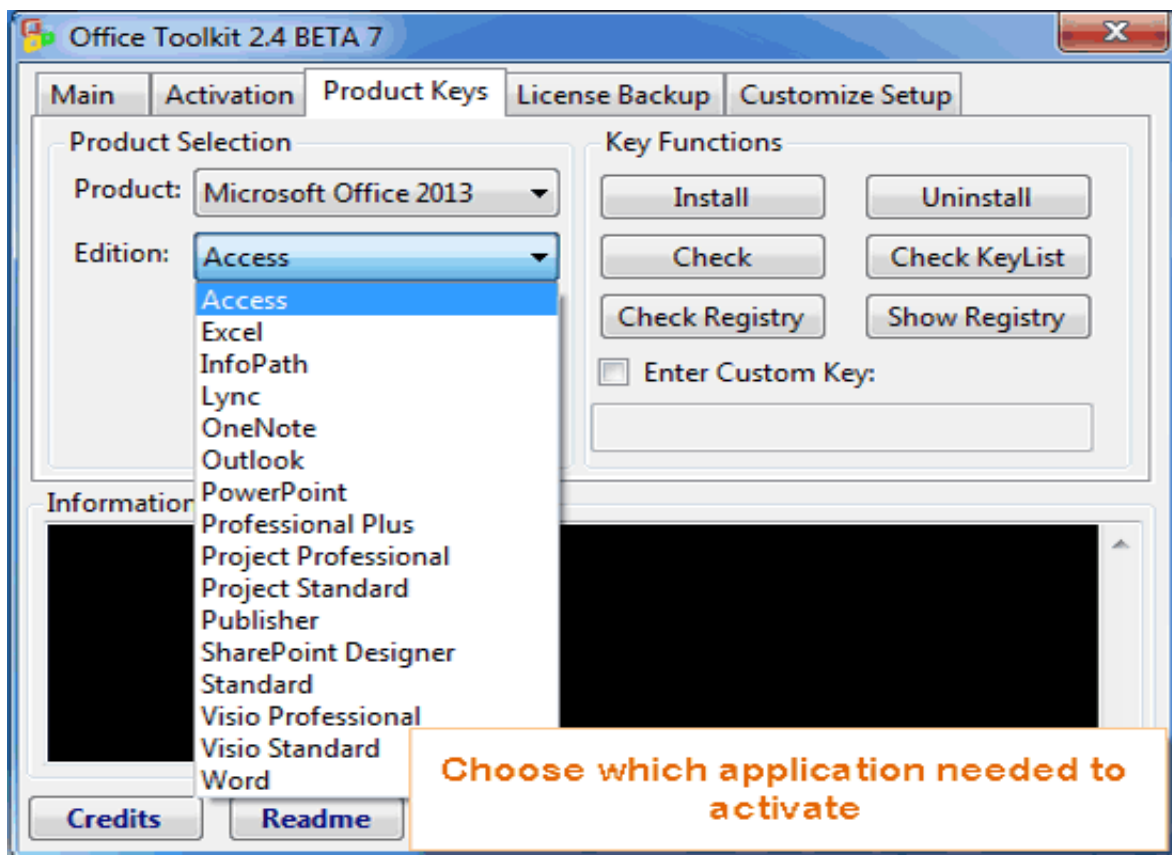 Office Toolkit 2.4 BETA 7
Main Activation Product Keys License Backup Customize Setup
Product Selection
Product: Microsoft Office 2013
Edition: Access
Access
Excel
InfoPath
Lync
OneNote
Outlook
PowerPoint
Professional Plus
Project Professional
Project Standard
Publisher
SharePoint Designer
Standard
Visio Professional
Visio Standard
Word
Key Functions
Install Uninstall
Check Check KeyList
Check Registry Show Registry
Enter Custom Key:
Information
Credits Readme
Choose which application needed to
activate